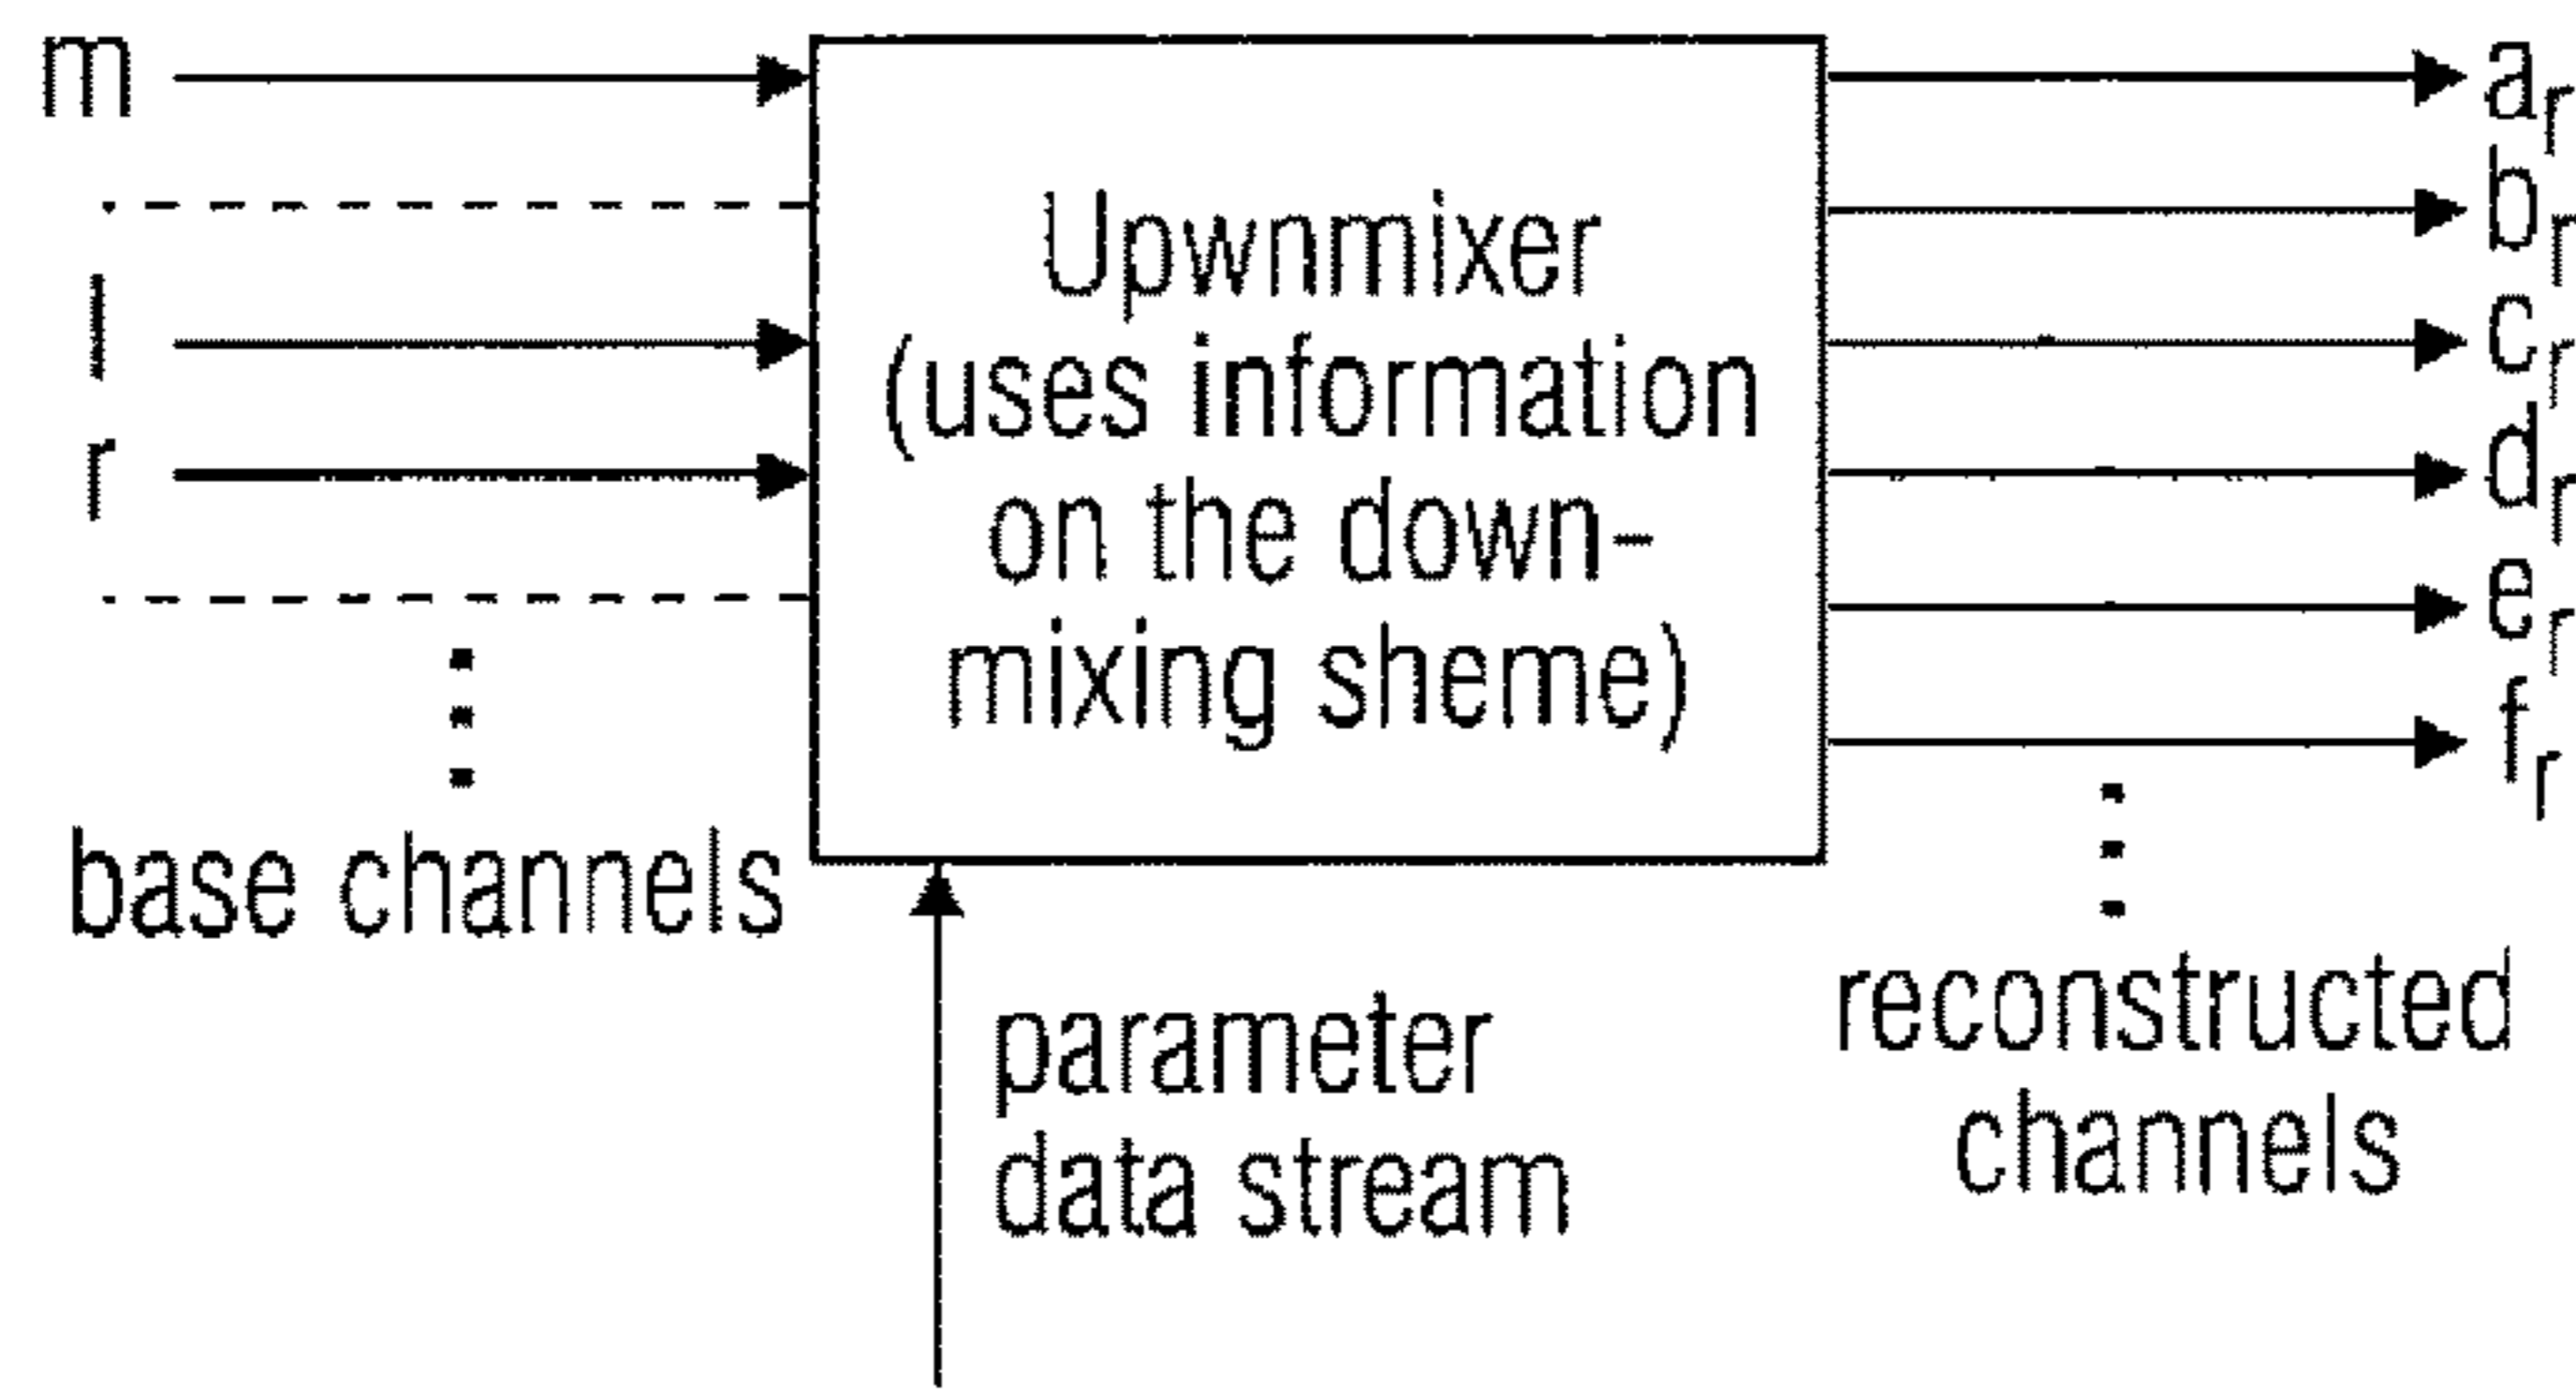 m
l
r
base channels
Upwnmixer
(uses information
on the down-
mixing sheme)
parameter
data stream
a_r
b_r
c_r
d_r
e_r
f_r
reconstructed
channels